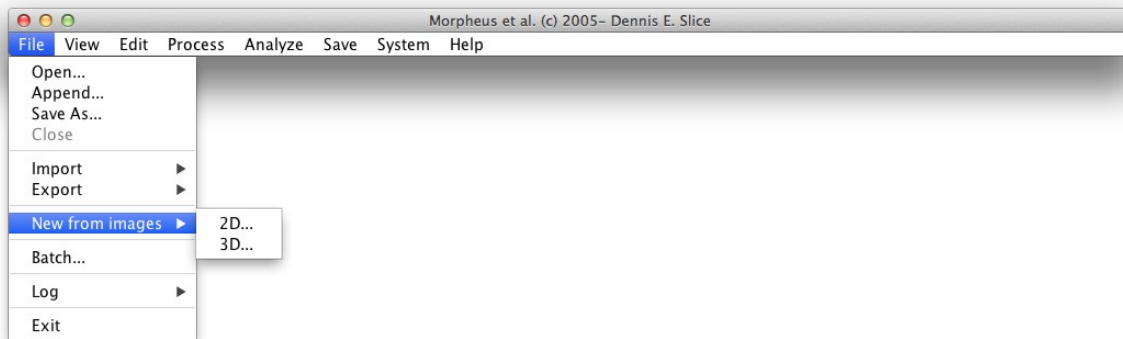 Morpheus et al. (c) 2005– Dennis E. Slice
File View Edit Process Analyze Save System Help
Open...
Append...
Save As...
Close
Import
Export
New from images
2D...
3D...
Batch...
Log
Exit